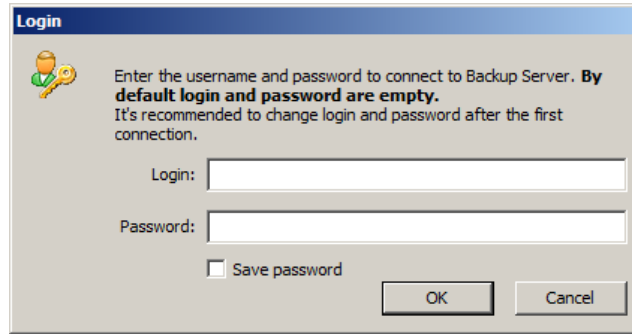 Login
Enter the username and password to connect to Backup Server. By
default login and password are empty.
It's recommended to change login and password after the first
connection.
Login:
Password:
Save password
OK Cancel